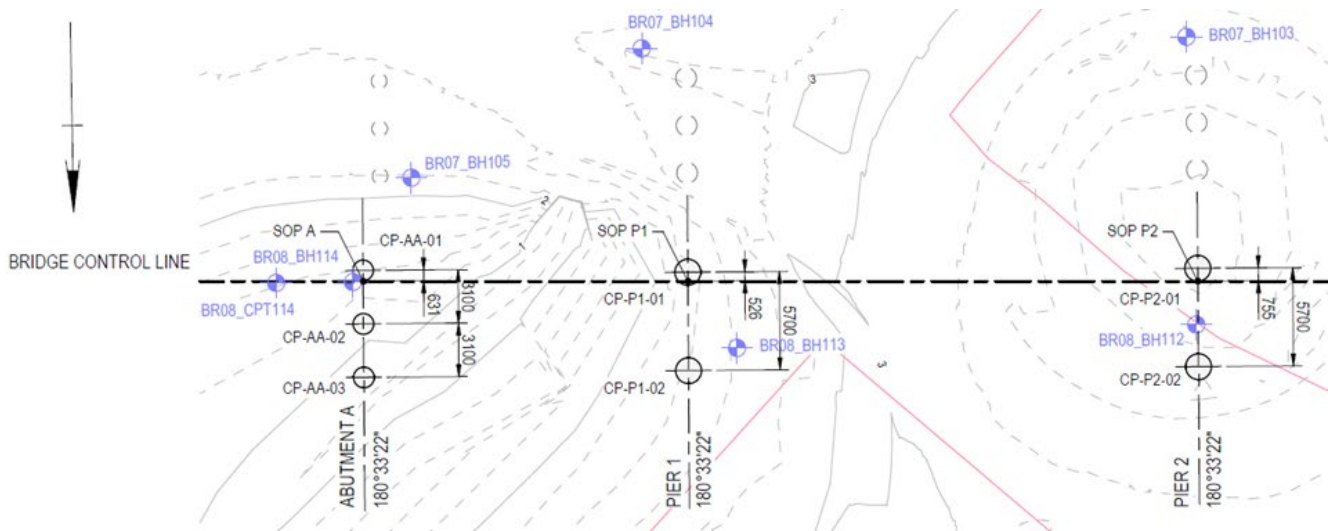 BR07_BH104
BR07_BH103
3
BR07_BH105
2
SOP A
CP-AA-01
SOP P1
SOP P2
1
BRIDGE CONTROL LINE
BR08_BH114
BR08_CPT114
631
3100
CP-P1-01
526
5700
CP-P2-01
755
5700
CP-AA-02
3100
BR08_BH113
BR08_BH112
3
CP-AA-03
CP-P1-02
CP-P2-02
ABUTMENT A
180°33'22"
PIER 1
180°33'22"
PIER 2
180°33'22"